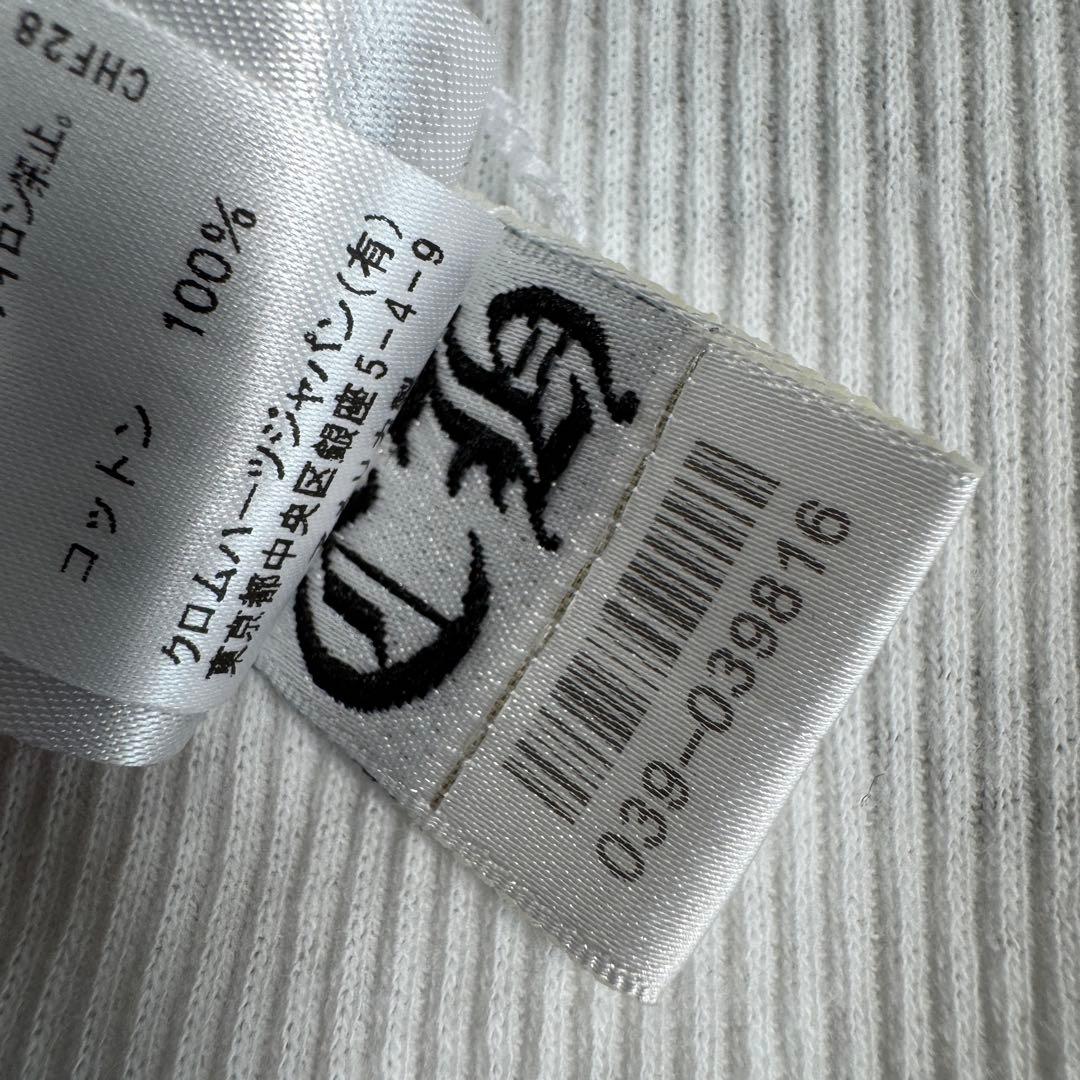 CHF28
イロン禁止。
コットン 100%
クロムハーツジャパン(有)
東京都中央区銀座5-4-9
CH
039-039816